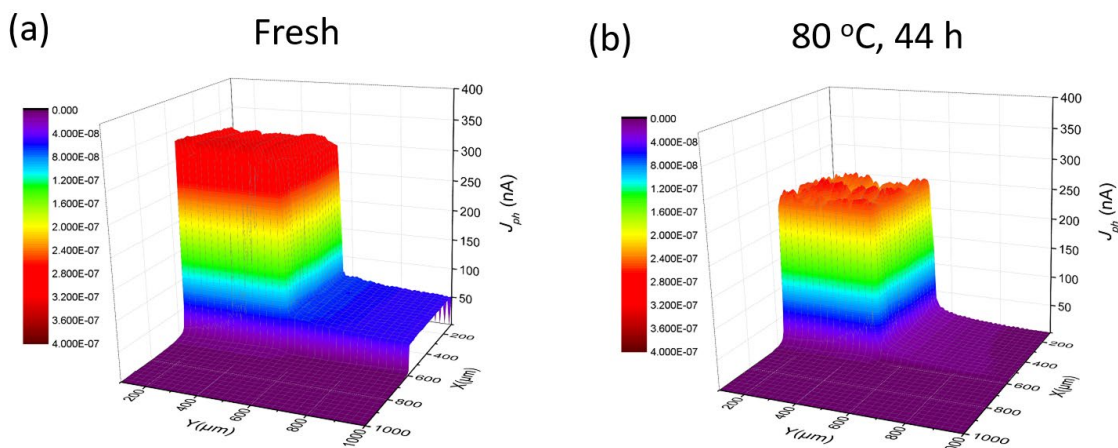 (a)
Fresh
0.000
4.000E-08
8.000E-08
1.200E-07
1.600E-07
2.000E-07
2.400E-07
2.800E-07
3.200E-07
3.600E-07
4.000E-07
400
350
300
250
200
150
100
50
J_ph (nA)
200
400
600
800
1000
X(μm)
200
400
600
800
1000
Y(μm)
(b)
80 °C, 44 h
0.000
4.000E-08
8.000E-08
1.200E-07
1.600E-07
2.000E-07
2.400E-07
2.800E-07
3.200E-07
3.600E-07
4.000E-07
400
350
300
250
200
150
100
50
J_ph (nA)
200
400
600
800
1000
X(μm)
200
400
600
800
1000
Y(μm)